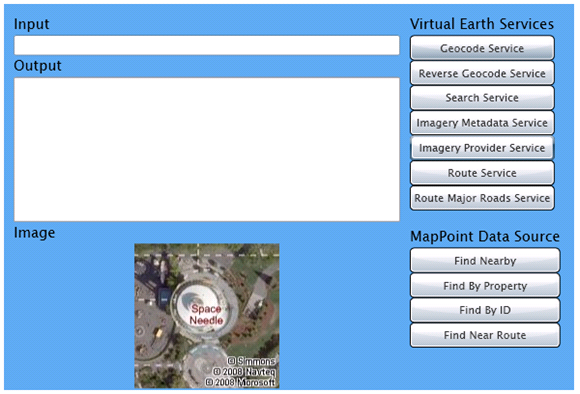 Input
Output
Image
Space
Needle
© Simmons
© 2008 Navteq
© 2008 Microsoft
Virtual Earth Services
Geocode Service
Reverse Geocode Service
Search Service
Imagery Metadata Service
Imagery Provider Service
Route Service
Route Major Roads Service
MapPoint Data Source
Find Nearby
Find By Property
Find By ID
Find Near Route